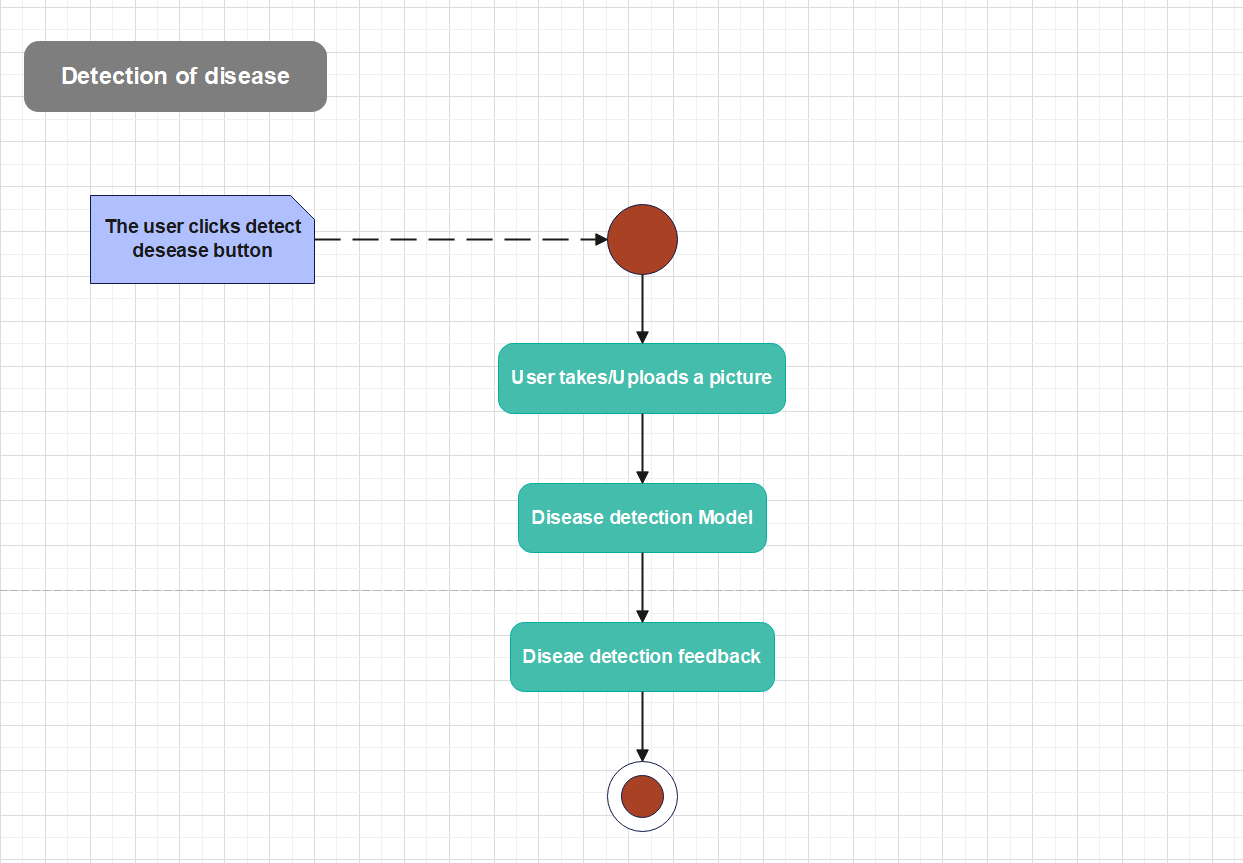 Detection of disease
The user clicks detect
desease button
User takes/Uploads a picture
Disease detection Model
Diseae detection feedback